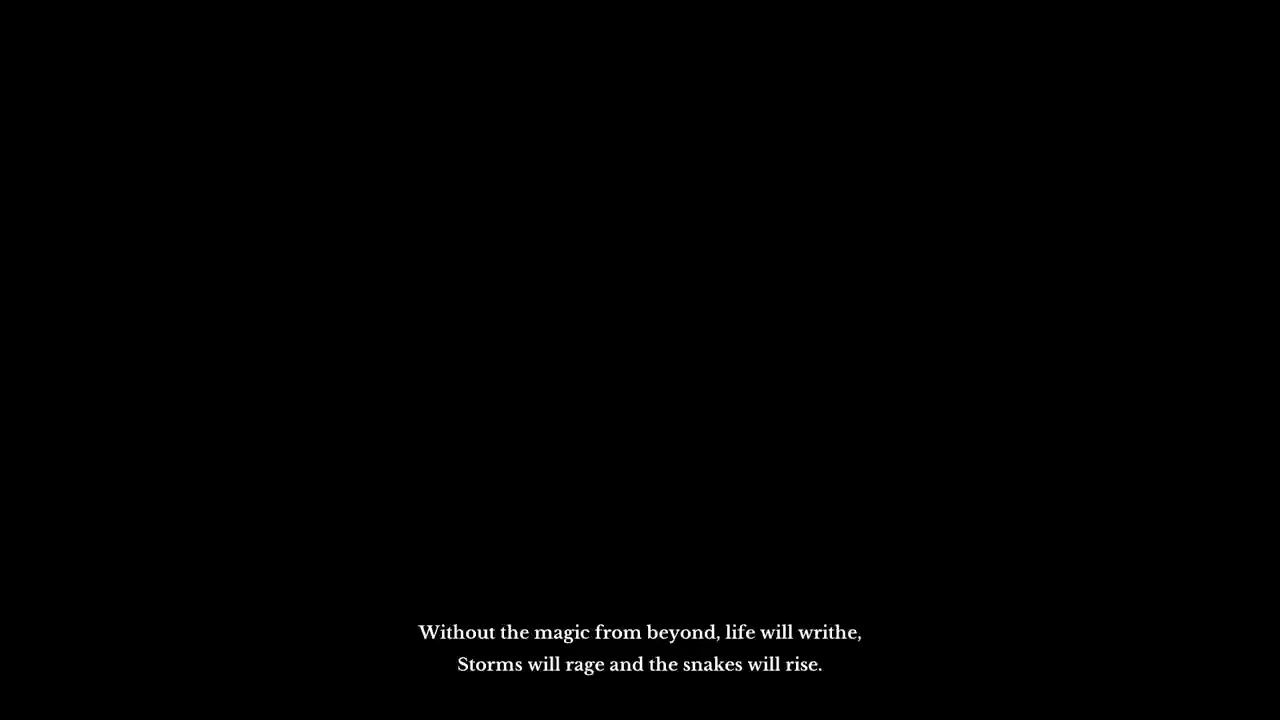 Without the magic from beyond, life will writhe,
Storms will rage and the snakes will rise.